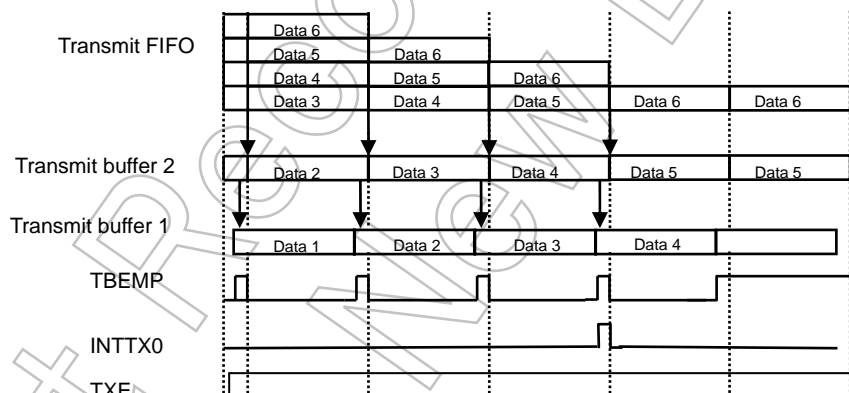 Transmit FIFO
Data 6
Data 5 Data 6
Data 4 Data 5 Data 6
Data 3 Data 4 Data 5 Data 6 Data 6
Transmit buffer 2
Data 2 Data 3 Data 4 Data 5 Data 5
Transmit buffer 1
Data 1 Data 2 Data 3 Data 4
TBEMP
INTTX0
TXE